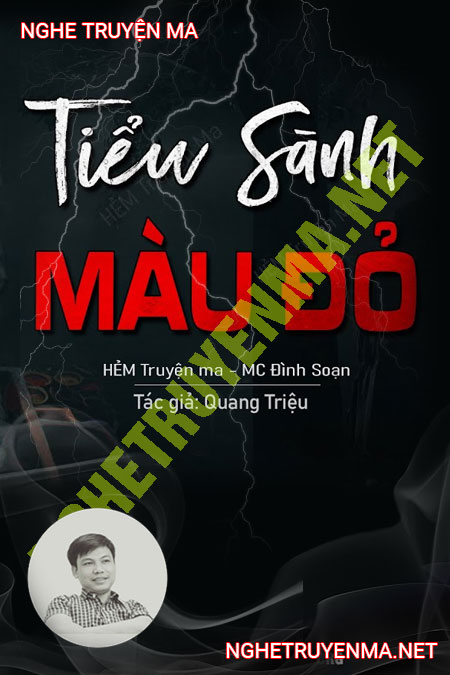 NGHE TRUYỆN MA
Tiểu Sành
MÀU ĐỎ
HẺM Truyện ma - MC Đình Soạn
Tác giả: Quang Triệu
NGHETRUYENMA.NET
NGHETRUYENMA.NET